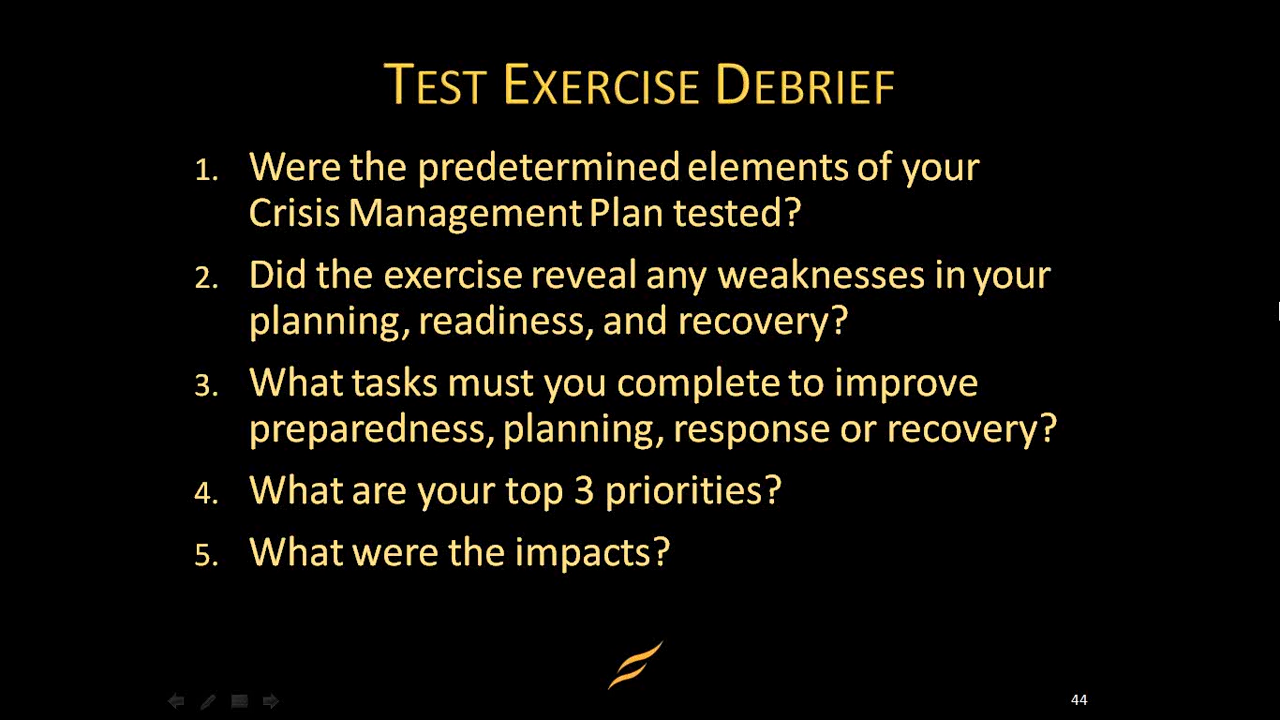 TEST EXERCISE DEBRIEF
1. Were the predetermined elements of your
Crisis Management Plan tested?
2. Did the exercise reveal any weaknesses in your
planning, readiness, and recovery?
3. What tasks must you complete to improve
preparedness, planning, response or recovery?
4. What are your top 3 priorities?
5. What were the impacts?
44